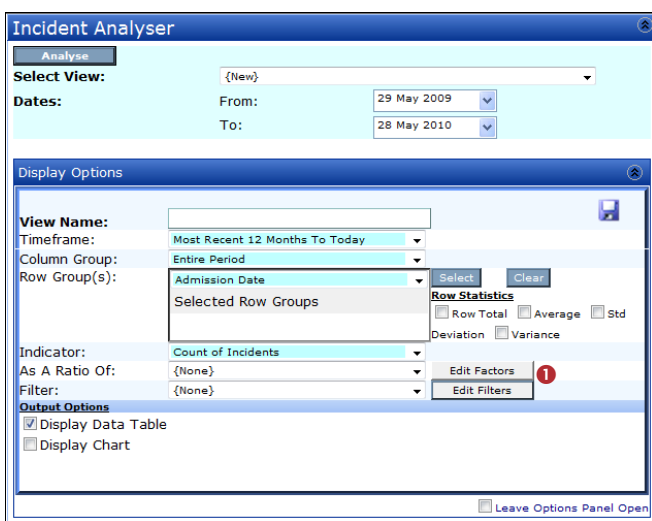 Incident Analyser
Analyse
Select View: {New}
Dates: From: 29 May 2009
To: 28 May 2010
Display Options
View Name:
Timeframe: Most Recent 12 Months To Today
Column Group: Entire Period
Row Group(s): Admission Date Select Clear
Selected Row Groups
Row Statistics
Row Total Average Std
Deviation Variance
Indicator: Count of Incidents
As A Ratio Of: {None} Edit Factors 1
Filter: {None} Edit Filters
Output Options
Display Data Table
Display Chart
Leave Options Panel Open